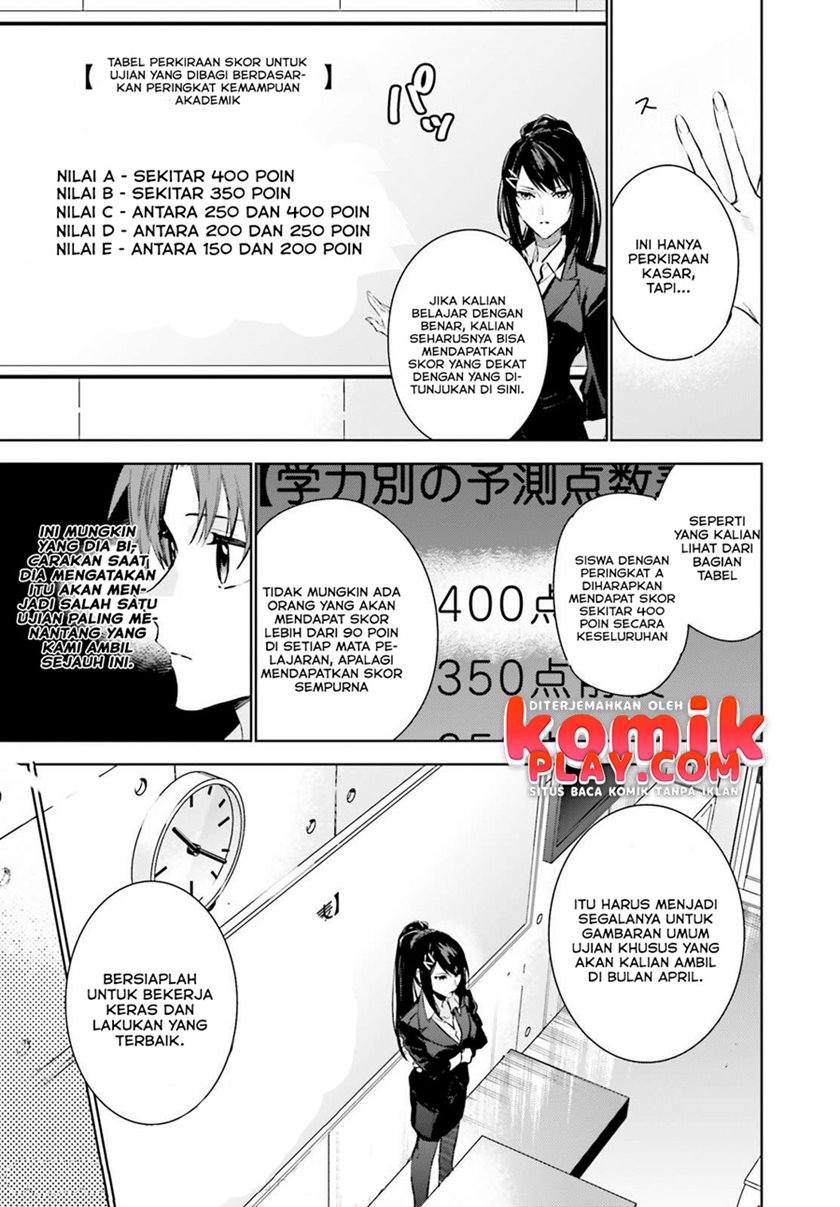 ス
INI HANYA
PERKIRAAN
KASAR,
TAPI...
【 TABEL PERKIRAAN SKOR UNTUK 】
UJIAN YANG DIBAGI BERDASAR-
KAN PERINGKAT KEMAMPUAN
AKADEMIK
パッ
NILAI A - SEKITAR 400 POIN
NILAI B - SEKITAR 350 POIN
NILAI C - ANTARA 250 DAN 400 POIN
NILAI D - ANTARA 200 DAN 250 POIN
NILAI E - ANTARA 150 DAN 200 POIN
JIKA KALIAN
BELAJAR DENGAN
BENAR, KALIAN
SEHARUSNYA BISA
MENDAPATKAN
SKOR YANG DEKAT
DENGAN YANG DI-
TUNJUKAN DI SINI.
【学力別の予測点数表
400点
350点前後
SEPERTI
YANG KALIAN
LIHAT DARI
BAGIAN
TABEL
SISWA DENGAN
PERINGKAT A
DIHARAPKAN
MENDAPAT SKOR
SEKITAR 400
POIN SECARA
KESELURUHAN
TIDAK MUNGKIN ADA
ORANG YANG AKAN
MENDAPAT SKOR
LEBIH DARI 90 POIN
DI SETIAP MATA PE-
LAJARAN, APALAGI
MENDAPATKAN SKOR
SEMPURNA
INI MUNGKIN
YANG DIA BI-
CARAKAN SAAT
DIA MENGATAKAN
ITU AKAN MEN-
JADI SALAH SATU
UJIAN PALING ME-
NANTANG YANG
KAMI AMBIL
SEJAUH INI.
DITERJEMAHKAN OLEH
komik
PLAY.COM
SITUS BACA KOMIK TANPA IKLAN
ITU HARUS MENJADI
SEGALANYA UNTUK
GAMBARAN UMUM
UJIAN KHUSUS YANG
AKAN KALIAN AMBIL
DI BULAN APRIL.
表】
BERSIAPLAH
UNTUK BEKERJA
KERAS DAN
LAKUKAN YANG
TERBAIK.